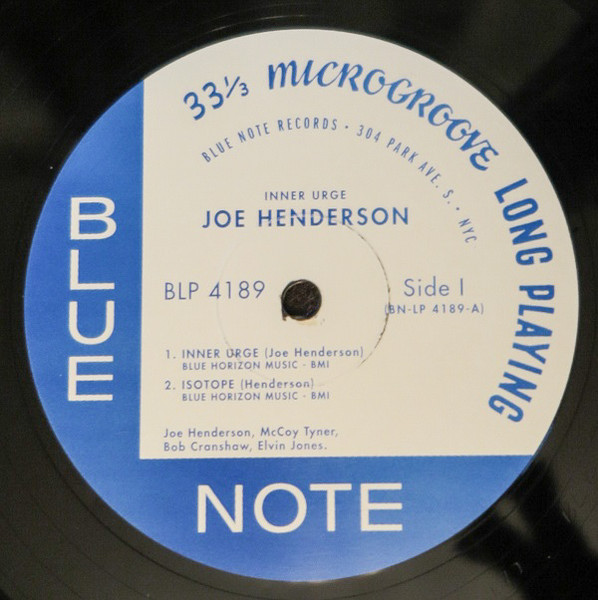 33⅓ MICROGROOVE LONG PLAYING
BLUE NOTE RECORDS · 304 PARK AVE. S. · NYC
INNER URGE
JOE HENDERSON
BLP 4189
Side I
(BN-LP 4189-A)
1. INNER URGE (Joe Henderson)
BLUE HORIZON MUSIC - BMI
2. ISOTOPE (Henderson)
BLUE HORIZON MUSIC - BMI
Joe Henderson, McCoy Tyner,
Bob Cranshaw, Elvin Jones.
BLUE
NOTE